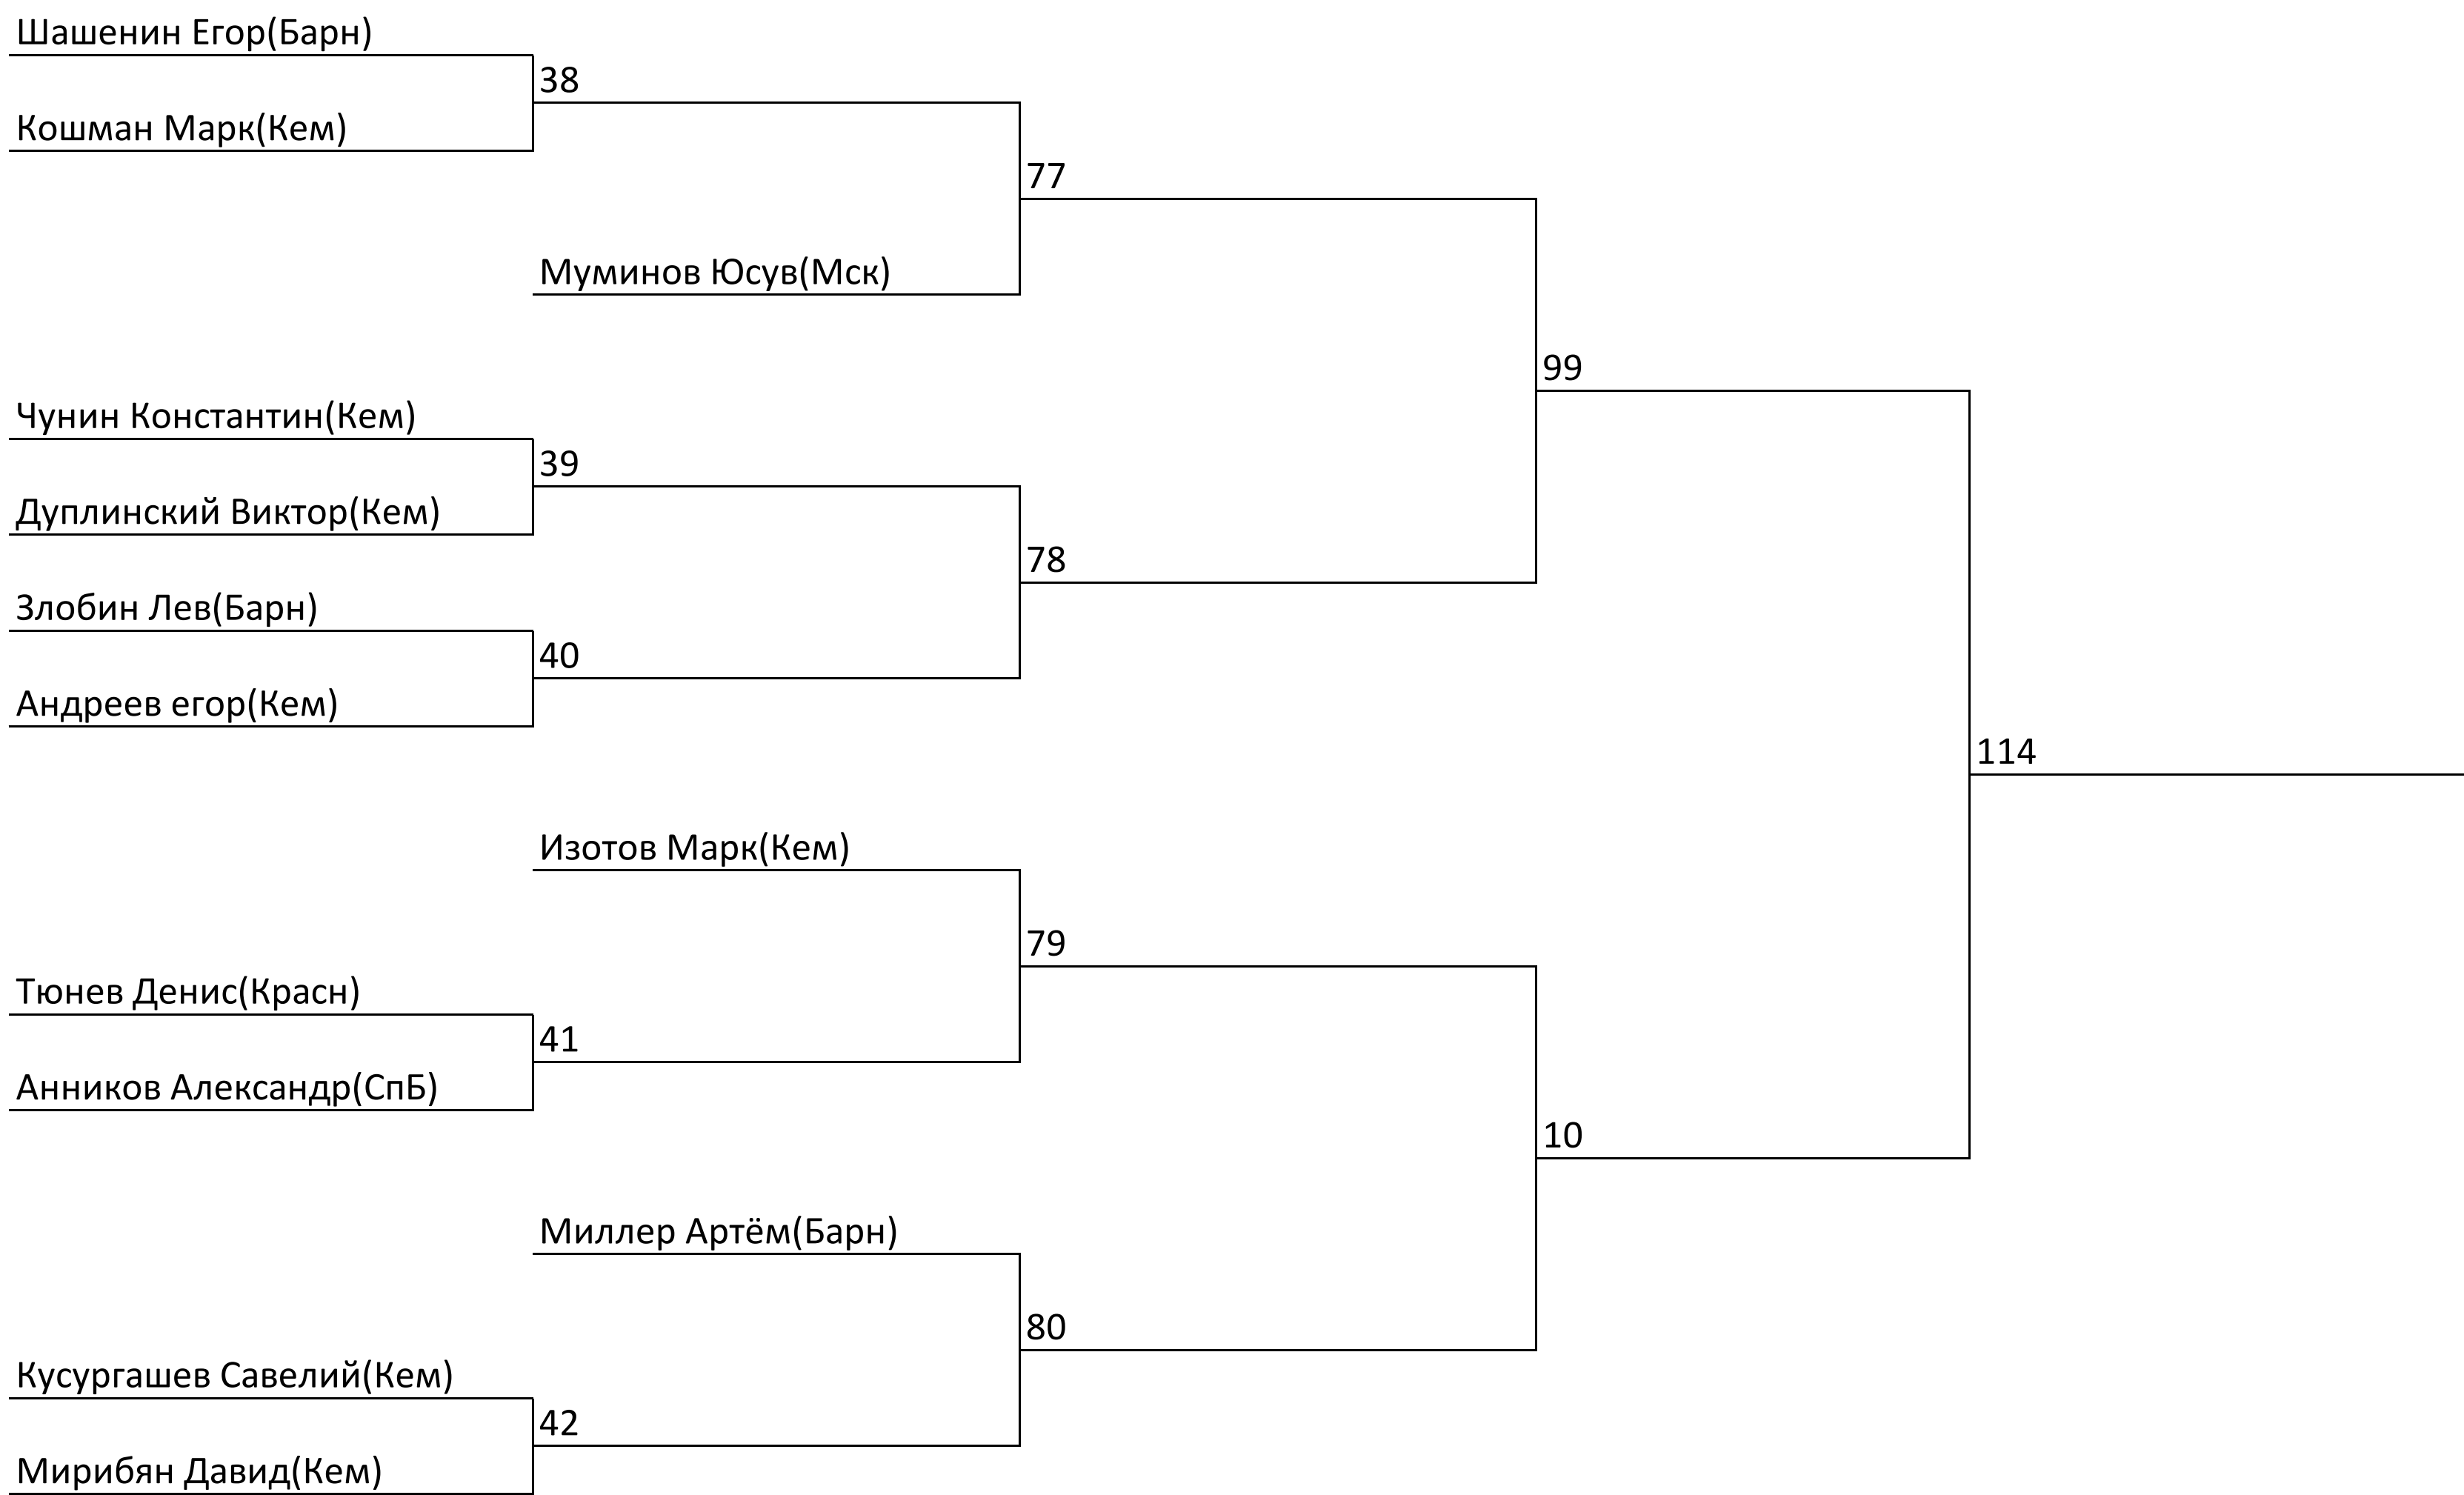 Шашенин Егор(Барн)
38
Кошман Марк(Кем)
77
Муминов Юсув(Мск)
99
Чунин Константин(Кем)
39
Дуплинский Виктор(Кем)
78
Злобин Лев(Барн)
40
Андреев егор(Кем)
114
Изотов Марк(Кем)
79
Тюнев Денис(Красн)
41
Анников Александр(СпБ)
10
Миллер Артём(Барн)
80
Кусургашев Савелий(Кем)
42
Мирибян Давид(Кем)